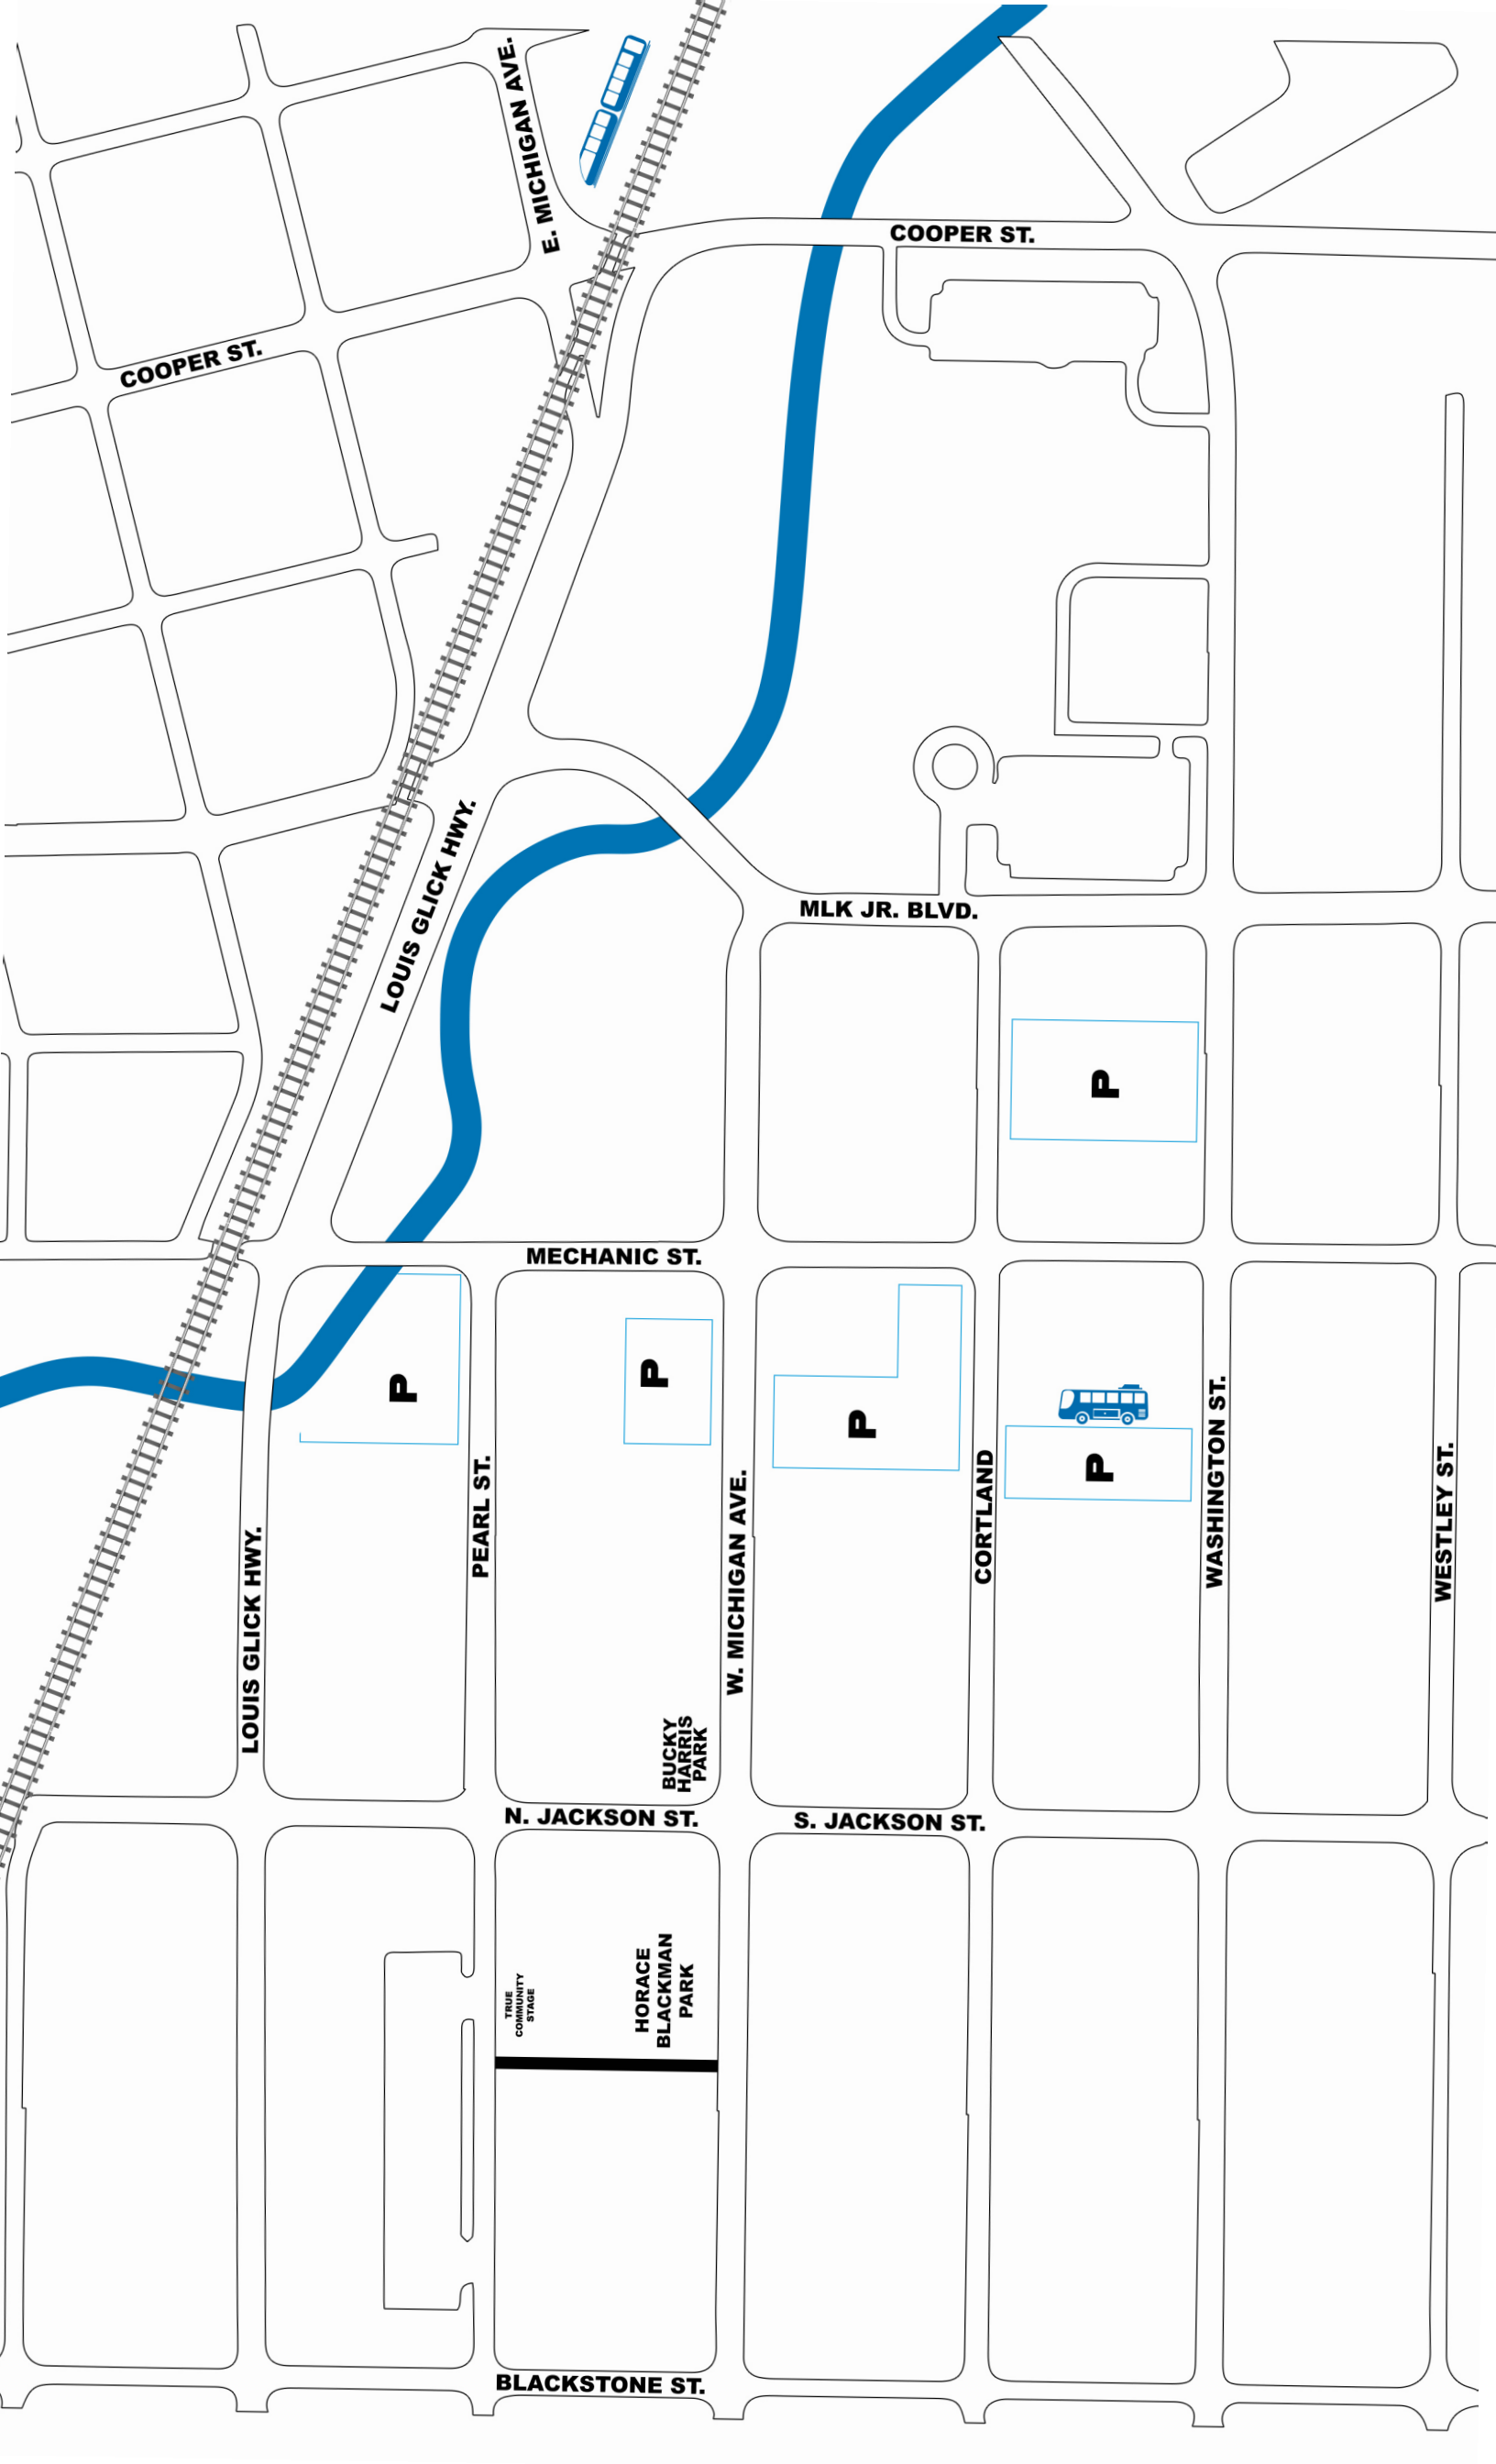 E. MICHIGAN AVE.
COOPER ST.
COOPER ST.
LOUIS GLICK HWY.
MLK JR. BLVD.
P
MECHANIC ST.
P
P
P
P
PEARL ST.
W. MICHIGAN AVE.
CORTLAND
WASHINGTON ST.
WESTLEY ST.
LOUIS GLICK HWY.
BUCKY
HARRIS
PARK
N. JACKSON ST.
S. JACKSON ST.
TRUE
COMMUNITY
STAGE
HORACE
BLACKMAN
PARK
BLACKSTONE ST.